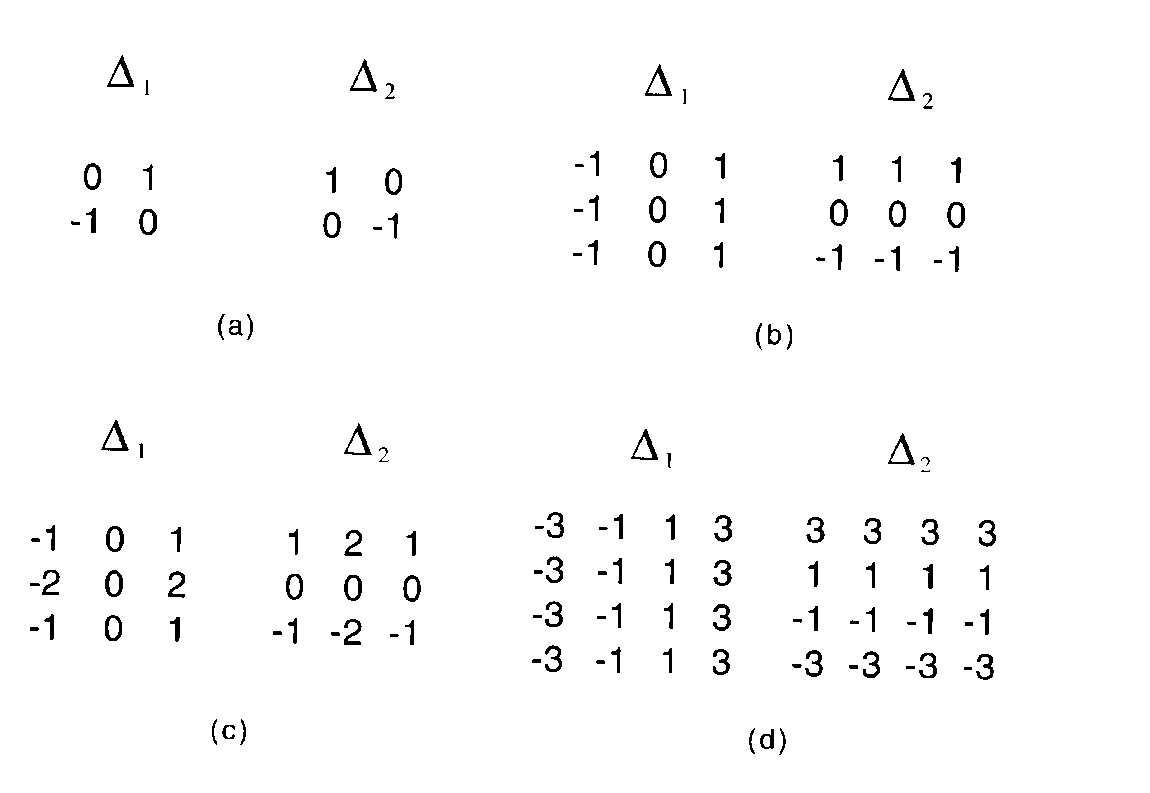 Δ1 Δ2
0 1 1 0
-1 0 0 -1
(a)
Δ1 Δ2
-1 0 1 1 1 1
-1 0 1 0 0 0
-1 0 1 -1 -1 -1
(b)
Δ1 Δ2
-1 0 1 1 2 1
-2 0 2 0 0 0
-1 0 1 -1 -2 -1
(c)
Δ1 Δ2
-3 -1 1 3 3 3 3 3
-3 -1 1 3 1 1 1 1
-3 -1 1 3 -1 -1 -1 -1
-3 -1 1 3 -3 -3 -3 -3
(d)